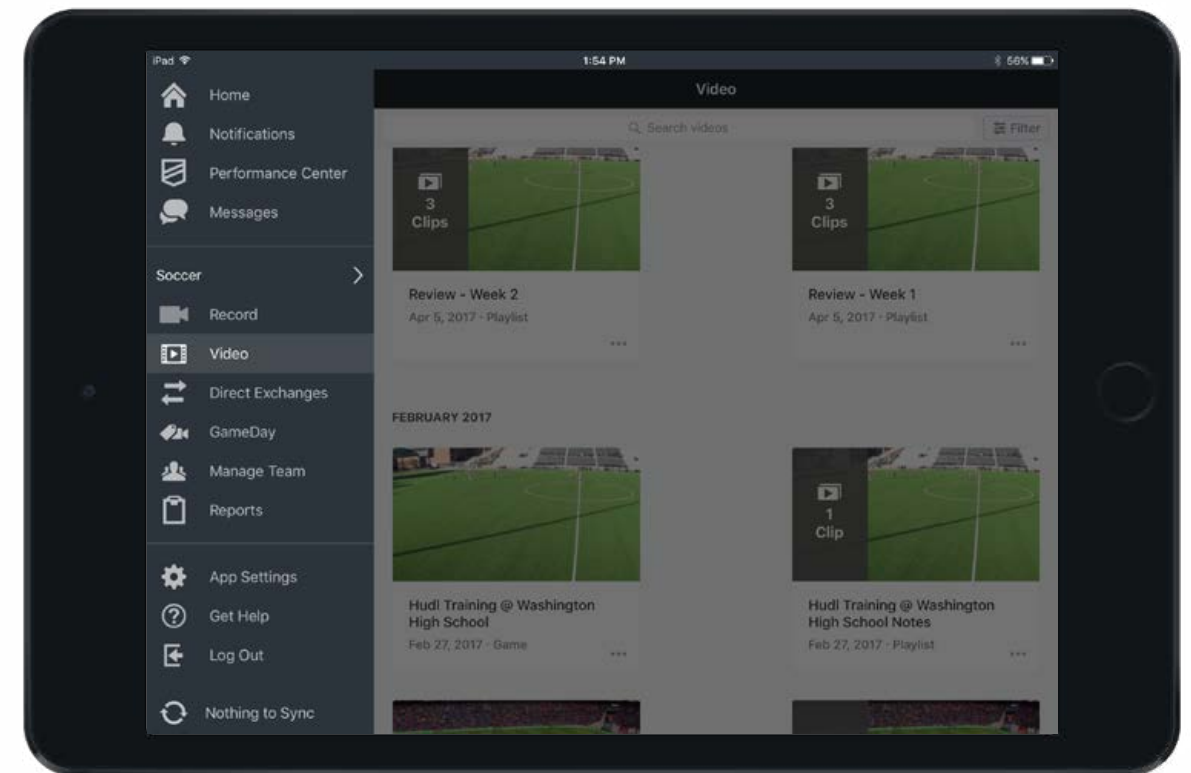 iPad
1:54 PM
56%
Home
Notifications
Performance Center
Messages
Soccer
Record
Video
Direct Exchanges
GameDay
Manage Team
Reports
App Settings
Get Help
Log Out
Nothing to Sync
Video
Search videos
Filter
3
Clips
Review - Week 2
Apr 5, 2017 · Playlist
3
Clips
Review - Week 1
Apr 5, 2017 · Playlist
FEBRUARY 2017
Hudl Training @ Washington
High School
Feb 27, 2017 · Game
1
Clip
Hudl Training @ Washington
High School Notes
Feb 27, 2017 · Playlist